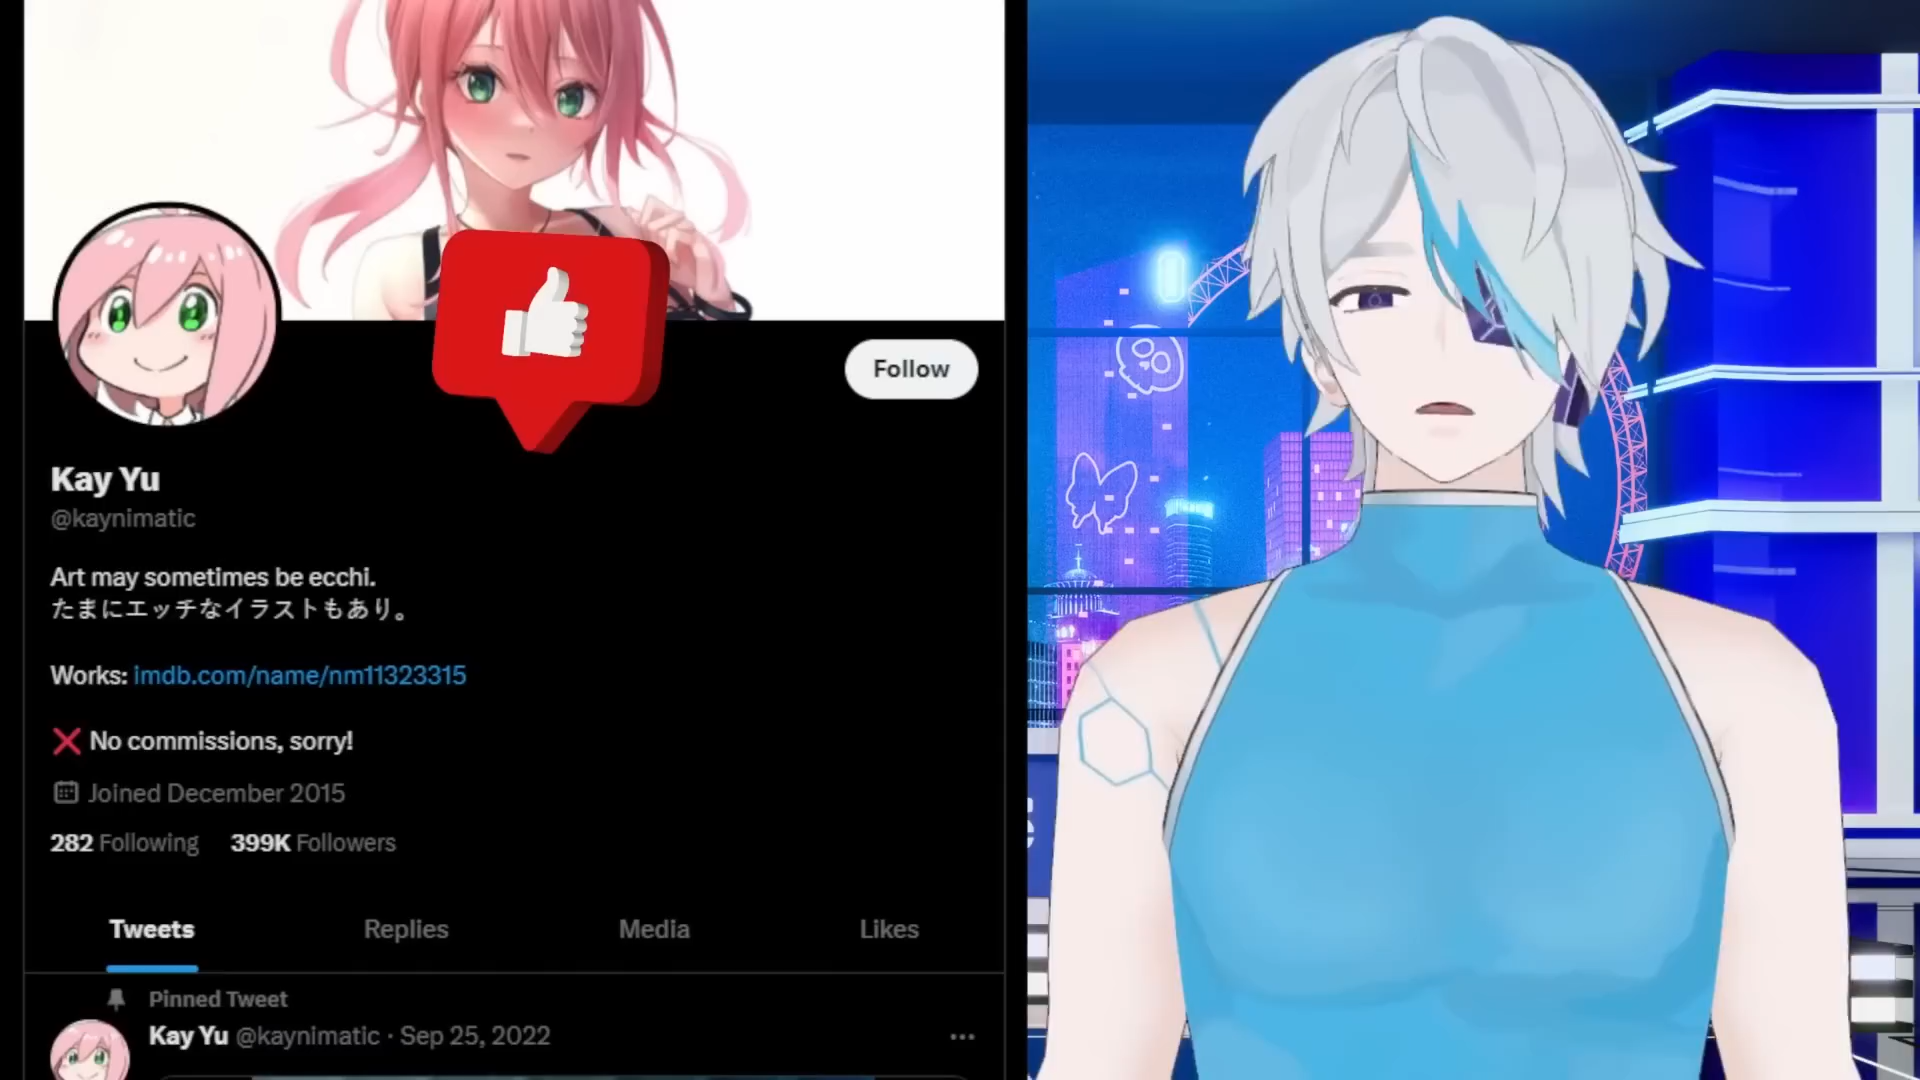 Follow
Kay Yu
@kaynimatic
Art may sometimes be ecchi.
たまにエッチなイラストもあり。
Works: imdb.com/name/nm11323315
❌ No commissions, sorry!
Joined December 2015
282 Following 399K Followers
Tweets Replies Media Likes
Pinned Tweet
Kay Yu @kaynimatic · Sep 25, 2022